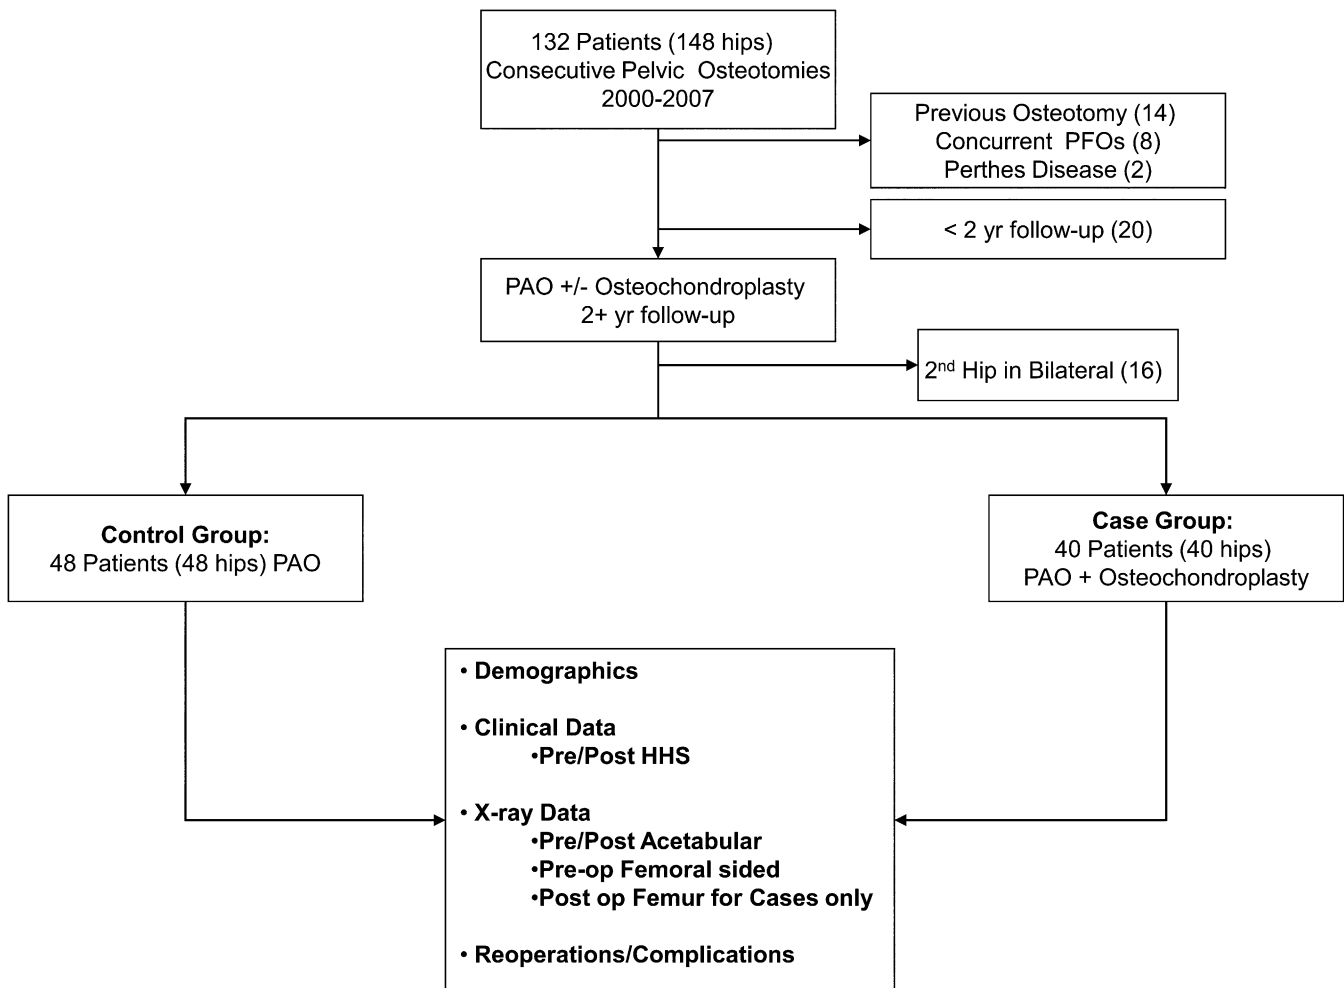 132 Patients (148 hips)
Consecutive Pelvic Osteotomies
2000-2007
Previous Osteotomy (14)
Concurrent PFOs (8)
Perthes Disease (2)
< 2 yr follow-up (20)
PAO +/- Osteochondroplasty
2+ yr follow-up
2nd Hip in Bilateral (16)
Control Group:
48 Patients (48 hips) PAO
Case Group:
40 Patients (40 hips)
PAO + Osteochondroplasty
• Demographics
• Clinical Data
•Pre/Post HHS
• X-ray Data
•Pre/Post Acetabular
•Pre-op Femoral sided
•Post op Femur for Cases only
• Reoperations/Complications